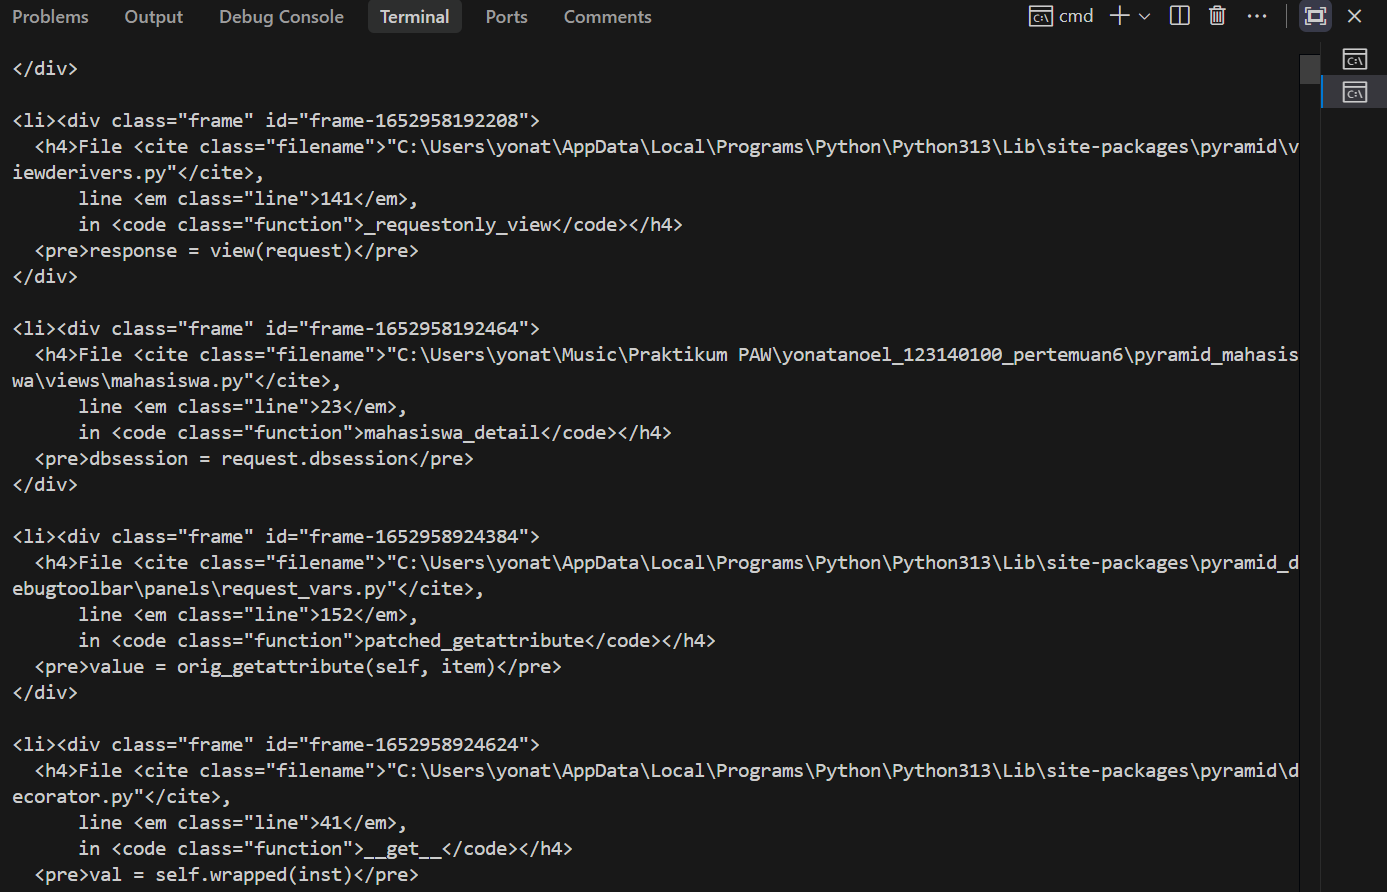 Problems Output Debug Console Terminal Ports Comments cmd
</div>
<li><div class="frame" id="frame-1652958192208">
<h4>File <cite class="filename">"C:\Users\yonat\AppData\Local\Programs\Python\Python313\Lib\site-packages\pyramid\v
iewderivers.py"</cite>,
line <em class="line">141</em>,
in <code class="function">_requestonly_view</code></h4>
<pre>response = view(request)</pre>
</div>
<li><div class="frame" id="frame-1652958192464">
<h4>File <cite class="filename">"C:\Users\yonat\Music\Praktikum PAW\yonatanoel_123140100_pertemuan6\pyramid_mahasis
wa\views\mahasiswa.py"</cite>,
line <em class="line">23</em>,
in <code class="function">mahasiswa_detail</code></h4>
<pre>dbsession = request.dbsession</pre>
</div>
<li><div class="frame" id="frame-1652958924384">
<h4>File <cite class="filename">"C:\Users\yonat\AppData\Local\Programs\Python\Python313\Lib\site-packages\pyramid_d
ebugtoolbar\panels\request_vars.py"</cite>,
line <em class="line">152</em>,
in <code class="function">patched_getattribute</code></h4>
<pre>value = orig_getattribute(self, item)</pre>
</div>
<li><div class="frame" id="frame-1652958924624">
<h4>File <cite class="filename">"C:\Users\yonat\AppData\Local\Programs\Python\Python313\Lib\site-packages\pyramid\d
ecorator.py"</cite>,
line <em class="line">41</em>,
in <code class="function">__get__</code></h4>
<pre>val = self.wrapped(inst)</pre>